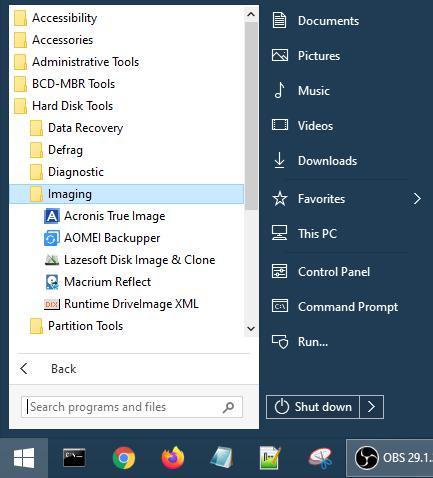 Accessibility
Accessories
Administrative Tools
BCD-MBR Tools
Hard Disk Tools
Data Recovery
Defrag
Diagnostic
Imaging
Acronis True Image
AOMEI Backupper
Lazesoft Disk Image & Clone
Macrium Reflect
DIX Runtime DriveImage XML
Partition Tools
Back
Search programs and files
Documents
Pictures
Music
Videos
Downloads
Favorites
This PC
Control Panel
Command Prompt
Run...
Shut down
OBS 29.1..